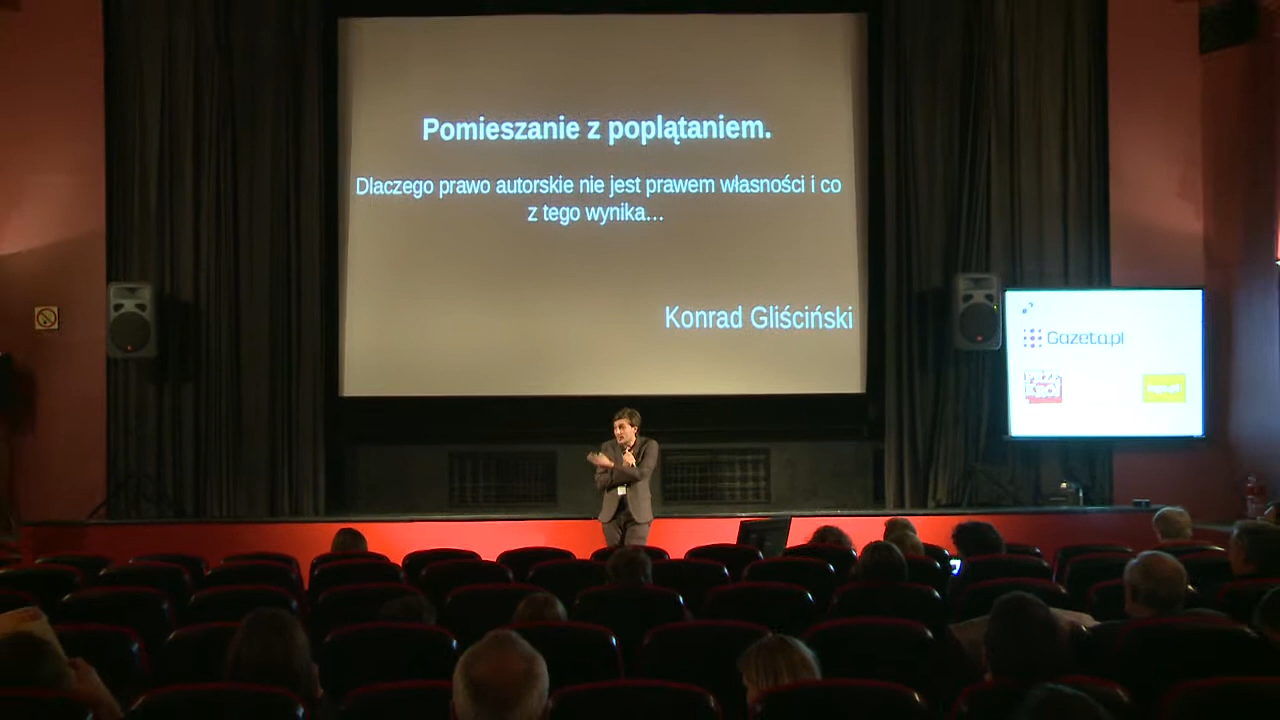 Pomieszanie z poplątaniem.
Dlaczego prawo autorskie nie jest prawem własności i co
z tego wynika...
Konrad Gliściński
Gazeta.pl